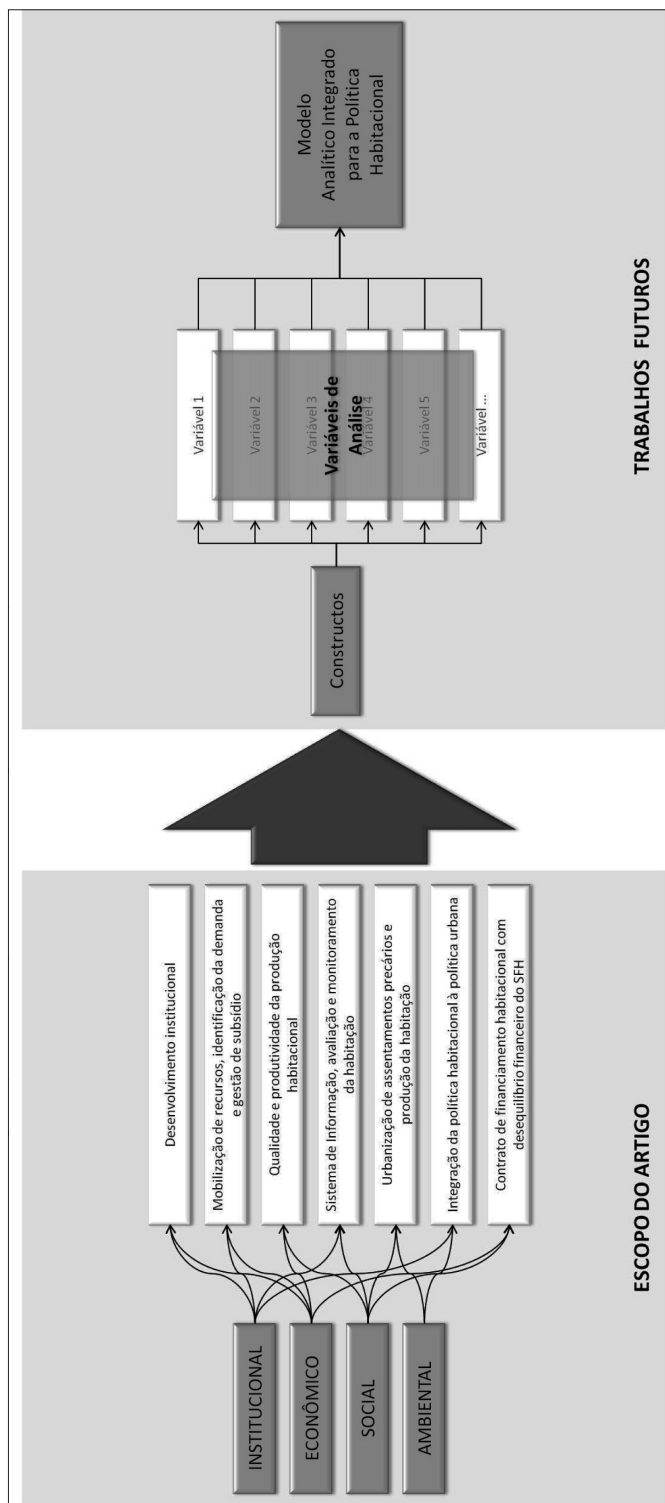 INSTITUCIONAL
ECONÔMICO
SOCIAL
AMBIENTAL
Desenvolvimento institucional
Mobilização de recursos, identificação da demanda
e gestão de subsídio
Qualidade e produtividade da produção
habitacional
Sistema de Informação, avaliação e monitoramento
da habitação
Urbanização de assentamentos precários e
produção da habitação
Integração da política habitacional à política urbana
Contrato de financiamento habitacional com
desequilíbrio financeiro do SFH
ESCOPO DO ARTIGO
Constructos
Variável 1
Variável 2
Variável 3
Variáveis de
Análise
Variável 4
Variável 5
Variável ...
Modelo
Analítico Integrado
para a Política
Habitacional
TRABALHOS FUTUROS